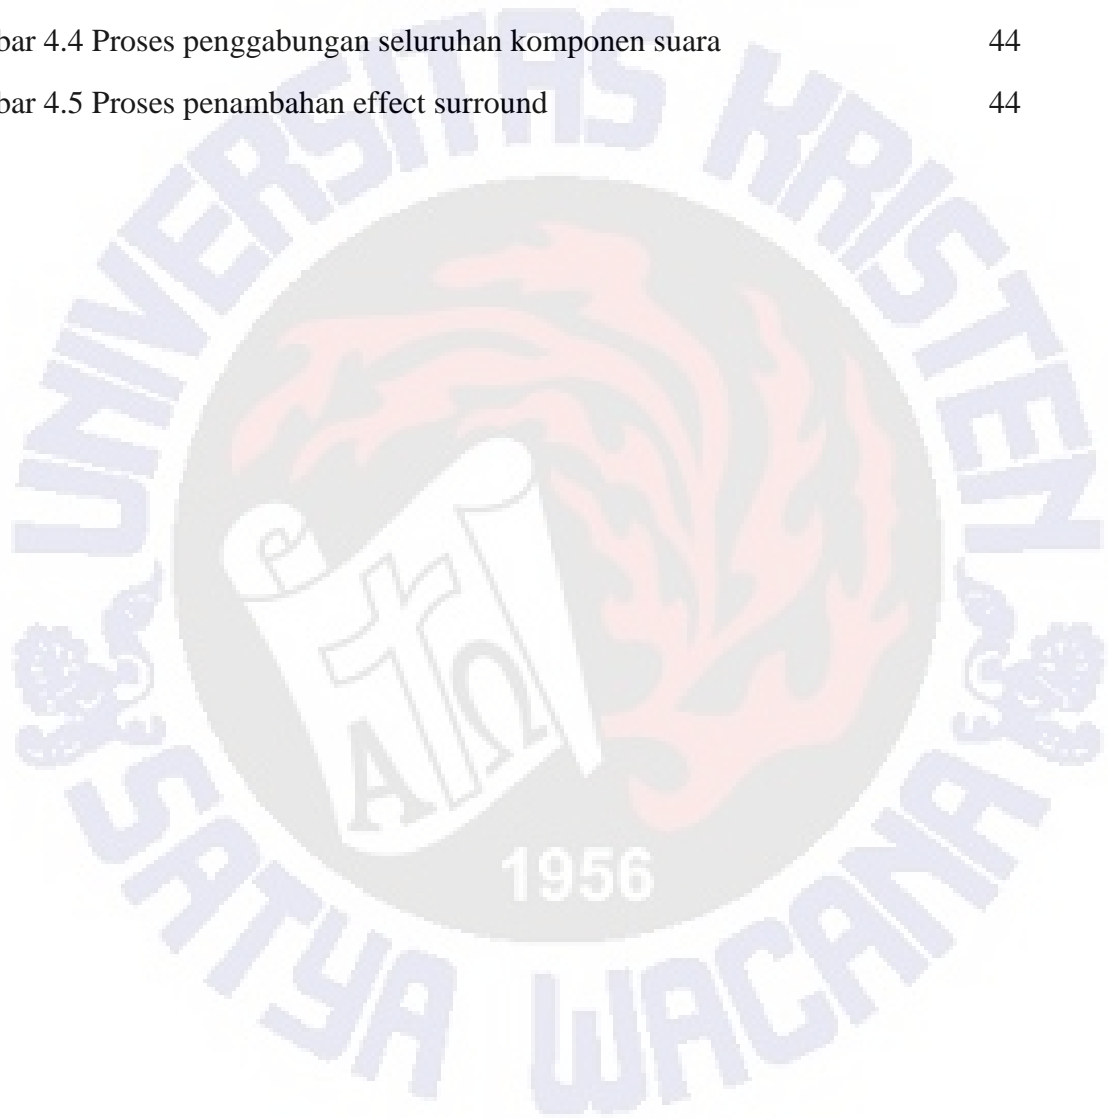 bar 4.4 Proses penggabungan seluruhan komponen suara 44
bar 4.5 Proses penambahan effect surround 44
UNIVERSITAS KRISTEN
SATYA WACANA
Α Ω
1956